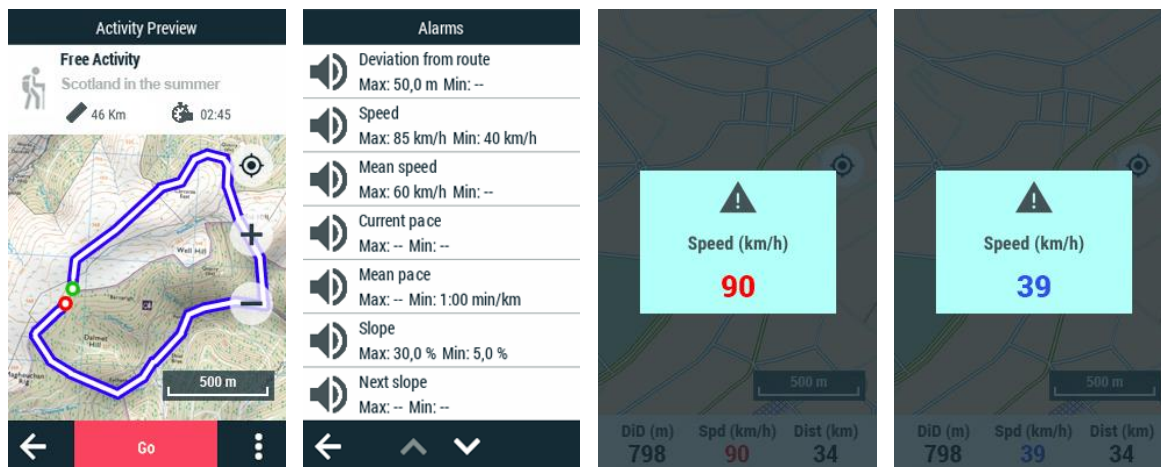 Activity Preview
Free Activity
Scotland in the summer
46 Km 02:45
Well Hill
Dalmet
Hill
500 m
Go
Alarms
Deviation from route
Max: 50,0 m Min: --
Speed
Max: 85 km/h Min: 40 km/h
Mean speed
Max: 60 km/h Min: --
Current pace
Max: -- Min: --
Mean pace
Max: -- Min: 1:00 min/km
Slope
Max: 30,0 % Min: 5,0 %
Next slope
Max: -- Min: --
Speed (km/h)
90
500 m
DiD (m) Spd (km/h) Dist (km)
798 90 34
Speed (km/h)
39
500 m
DiD (m) Spd (km/h) Dist (km)
798 39 34